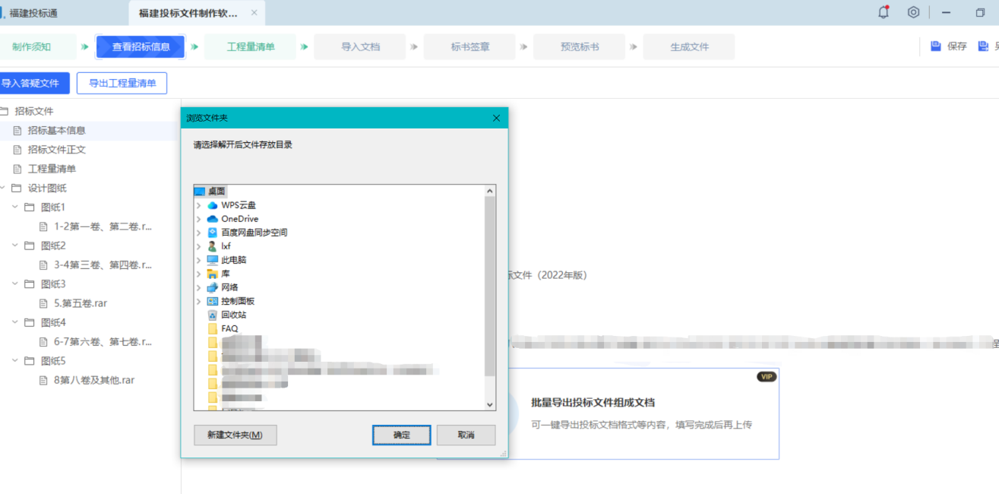 福建投标通
福建投标文件制作软...
制作须知
查看招标信息
工程量清单
导入文档
标书签章
预览标书
生成文件
保存
导入答疑文件
导出工程量清单
招标文件
招标基本信息
招标文件正文
工程量清单
设计图纸
图纸1
1-2第一卷、第二卷.r...
图纸2
3-4第三卷、第四卷.r...
图纸3
5.第五卷.rar
图纸4
6-7第六卷、第七卷.r...
图纸5
8第八卷及其他.rar
浏览文件夹
请选择解开后文件存放目录
桌面
WPS云盘
OneDrive
百度网盘同步空间
lxf
此电脑
库
网络
控制面板
回收站
FAQ
新建文件夹(M)
确定
取消
标文件（2022年版）
VIP
批量导出投标文件组成文档
可一键导出投标文档格式等内容，填写完成后再上传